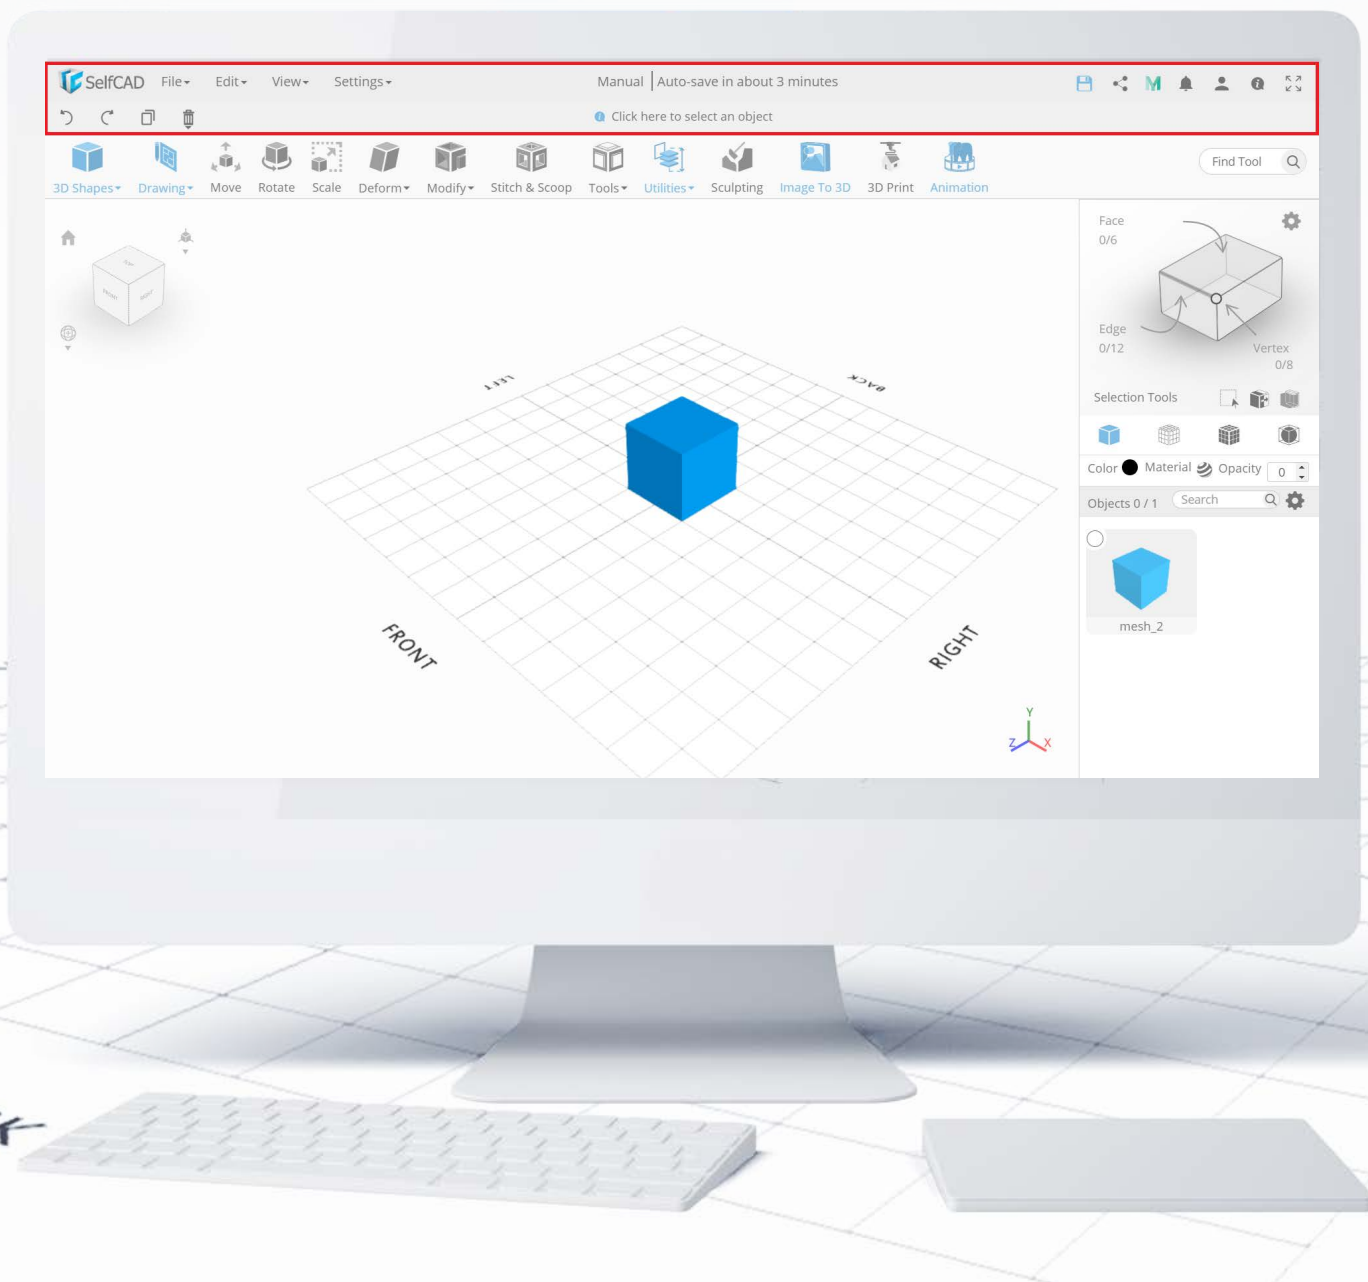 SelfCAD File Edit View Settings Manual Auto-save in about 3 minutes
Click here to select an object
3D Shapes Drawing Move Rotate Scale Deform Modify Stitch & Scoop Tools Utilities Sculpting Image To 3D 3D Print Animation Find Tool
Face
0/6
TOP
FRONT RIGHT
Edge
0/12
Vertex
0/8
LEFT BACK
Selection Tools
Color Material Opacity 0
Objects 0 / 1 Search
mesh_2
FRONT RIGHT
Y
Z X